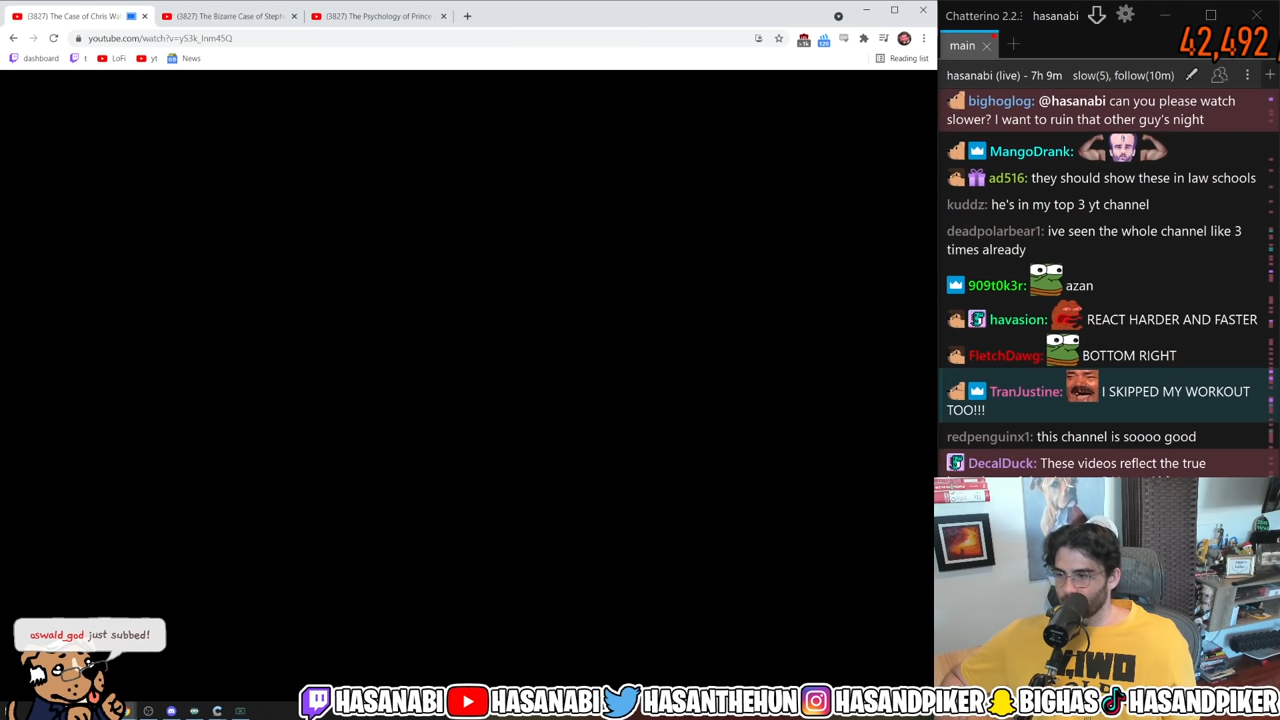 (3827) The Case of Chris Wa
(3827) The Bizarre Case of Steph
(3827) The Psychology of Prince
youtube.com/watch?v=yS3k_lnm45Q
>1k
120
dashboard
t
LoFi
yt
News
Reading list
Chatterino 2.2.
hasanabi
42,492
main
hasanabi (live) - 7h 9m slow(5), follow(10m)
bighoglog: @hasanabi can you please watch
slower? I want to ruin that other guy's night
MangoDrank:
ad516: they should show these in law schools
kuddz: he's in my top 3 yt channel
deadpolarbear1: ive seen the whole channel like 3
times already
909t0k3r: azan
havasion: REACT HARDER AND FASTER
FletchDawg: BOTTOM RIGHT
TranJustine: I SKIPPED MY WORKOUT
TOO!!!
redpenguinx1: this channel is soooo good
DecalDuck: These videos reflect the true
oswald_god just subbed!
HASANABI HASANABI HASANTHEHUN HASANDPIKER BIGHAS HASANDPIKER